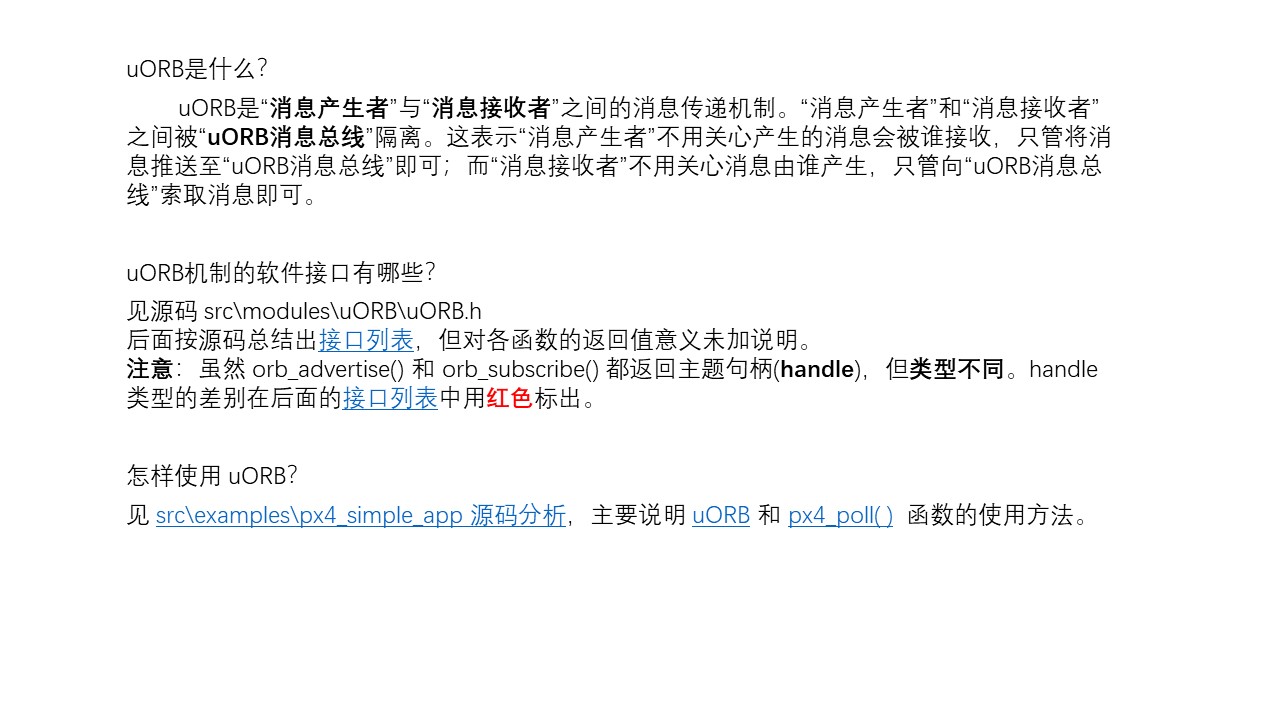 uORB是什么？
uORB是“消息产生者”与“消息接收者”之间的消息传递机制。“消息产生者”和“消息接收者”
之间被“uORB消息总线”隔离。这表示“消息产生者”不用关心产生的消息会被谁接收，只管将消
息推送至“uORB消息总线”即可；而“消息接收者”不用关心消息由谁产生，只管向“uORB消息总
线”索取消息即可。
uORB机制的软件接口有哪些？
见源码 src\modules\uORB\uORB.h
后面按源码总结出接口列表，但对各函数的返回值意义未加说明。
注意：虽然 orb_advertise() 和 orb_subscribe() 都返回主题句柄(handle)，但类型不同。handle
类型的差别在后面的接口列表中用红色标出。
怎样使用 uORB？
见 src\examples\px4_simple_app 源码分析，主要说明 uORB 和 px4_poll( ) 函数的使用方法。